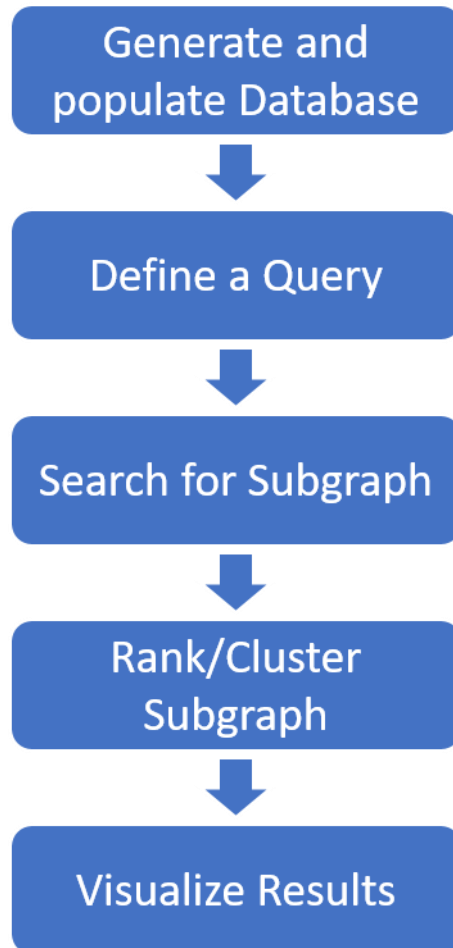 Generate and
populate Database
Define a Query
Search for Subgraph
Rank/Cluster
Subgraph
Visualize Results